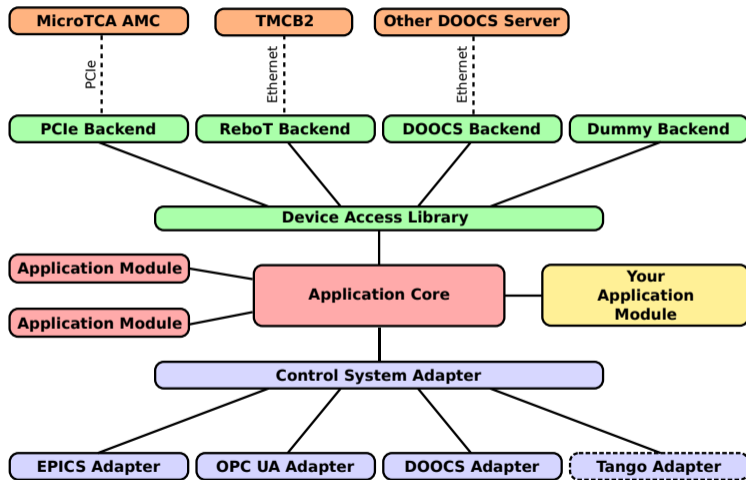 MicroTCA AMC
TMCB2
Other DOOCS Server
PCIe
Ethernet
Ethernet
PCIe Backend
ReboT Backend
DOOCS Backend
Dummy Backend
Device Access Library
Application Module
Application Module
Application Core
Your
Application
Module
Control System Adapter
EPICS Adapter
OPC UA Adapter
DOOCS Adapter
Tango Adapter